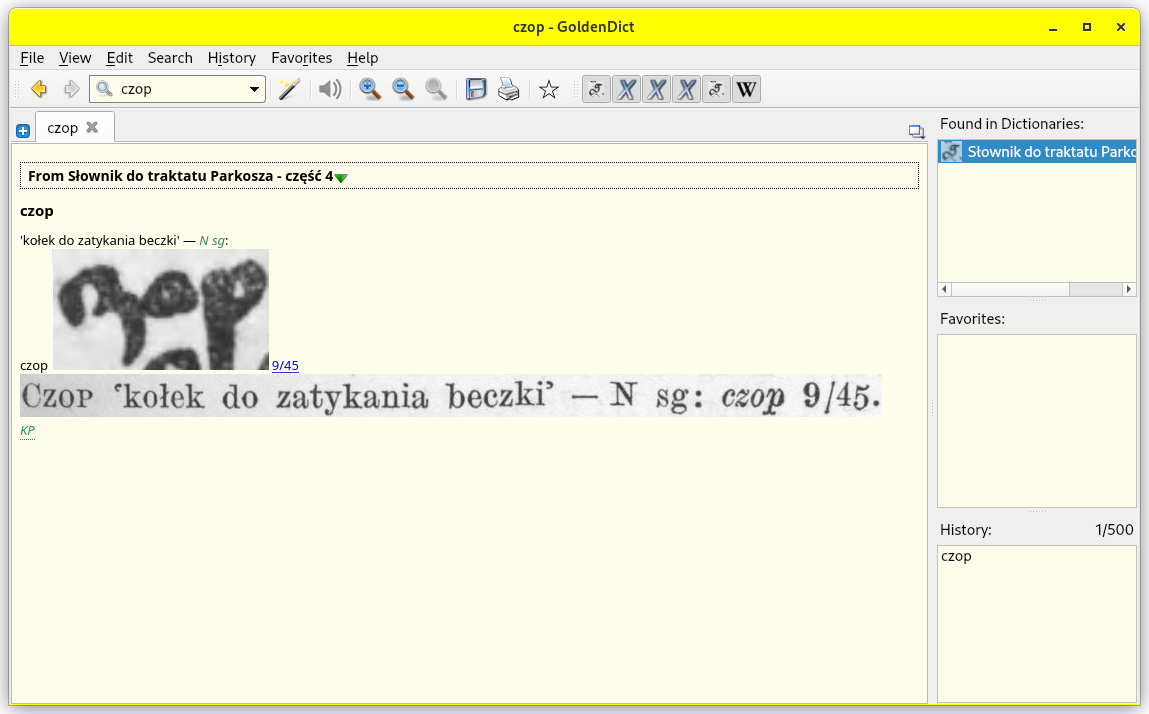 czop - GoldenDict
File View Edit Search History Favorites Help
czop
W
czop
Found in Dictionaries:
Słownik do traktatu Parko
From Słownik do traktatu Parkosza - część 4
czop
'kołek do zatykania beczki' — N sg:
czop czop 9/45
Czop ‘kołek do zatykania beczki’ — N sg: czop 9/45.
KP
Favorites:
History: 1/500
czop